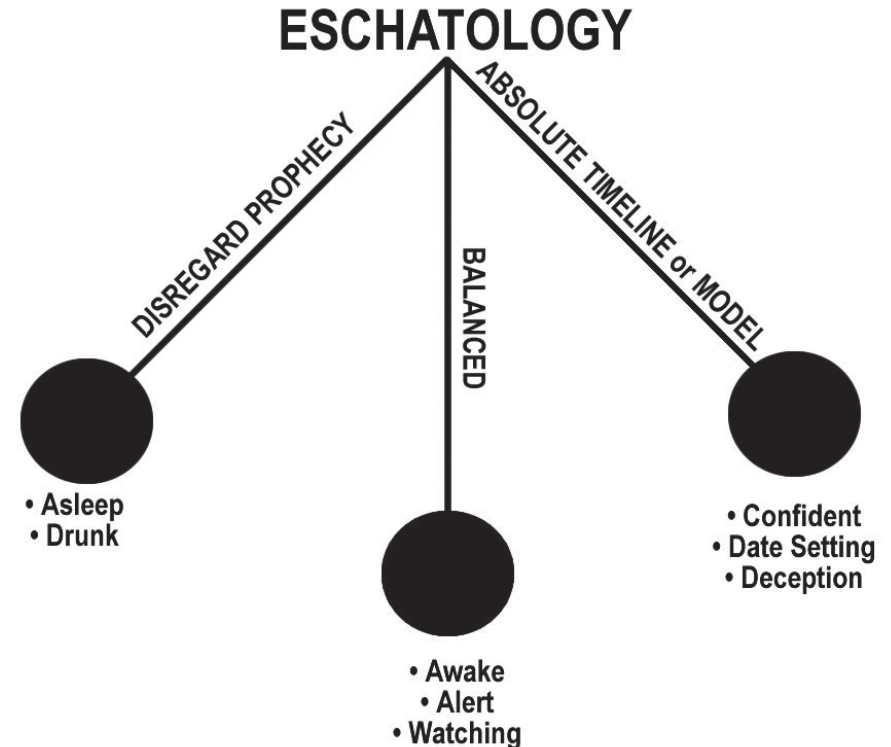 ESCHATOLOGY
DISREGARD PROPHECY
BALANCED
ABSOLUTE TIMELINE or MODEL
• Asleep
• Drunk
• Awake
• Alert
• Watching
• Confident
• Date Setting
• Deception